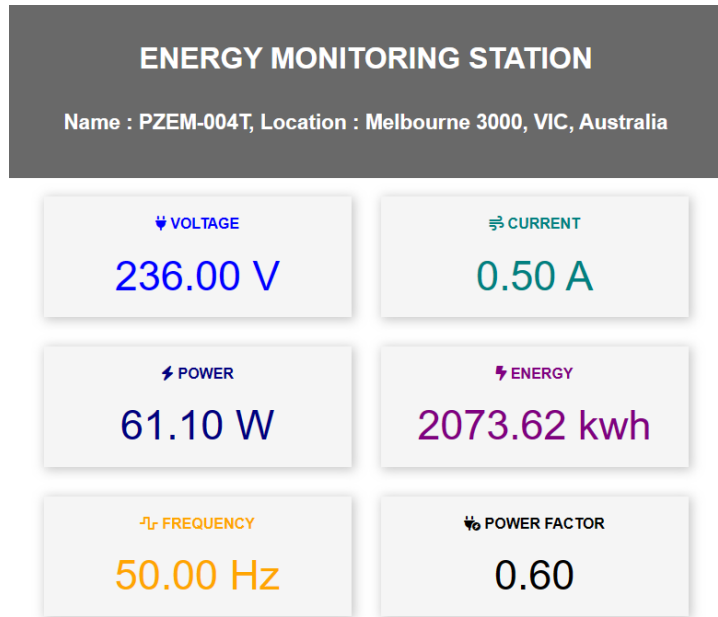 ENERGY MONITORING STATION
Name : PZEM-004T, Location : Melbourne 3000, VIC, Australia
VOLTAGE
236.00 V
CURRENT
0.50 A
POWER
61.10 W
ENERGY
2073.62 kwh
FREQUENCY
50.00 Hz
POWER FACTOR
0.60